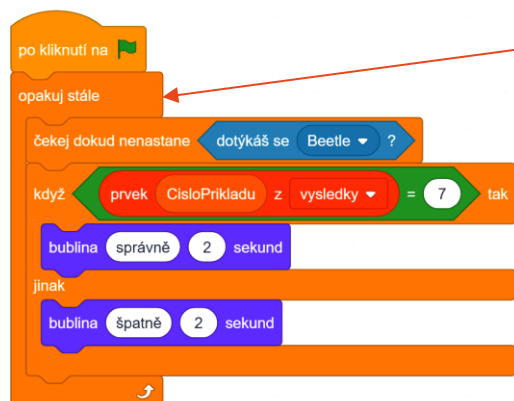 po kliknutí na
opakuj stále
čekej dokud nenastane dotýkáš se Beetle ?
když prvek CisloPrikladu z vysledky = 7 tak
bublina správně 2 sekund
jinak
bublina špatně 2 sekund